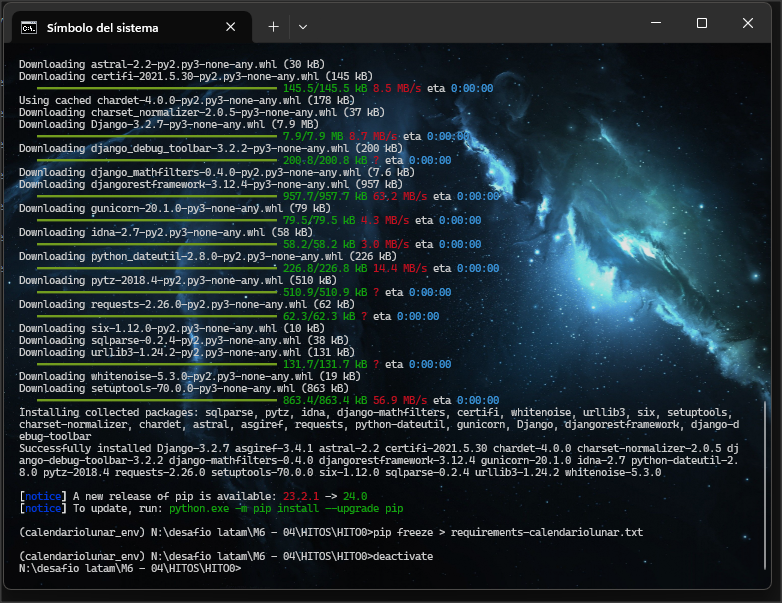 Símbolo del sistema
Downloading astral-2.2-py2.py3-none-any.whl (30 kB)
Downloading certifi-2021.5.30-py2.py3-none-any.whl (145 kB)
145.5/145.5 kB 8.5 MB/s eta 0:00:00
Using cached chardet-4.0.0-py2.py3-none-any.whl (178 kB)
Downloading charset_normalizer-2.0.5-py3-none-any.whl (37 kB)
Downloading Django-3.2.7-py3-none-any.whl (7.9 MB)
7.9/7.9 MB 6.7 MB/s eta 0:00:00
Downloading django_debug_toolbar-3.2.2-py3-none-any.whl (200 kB)
200.8/200.8 kB ? eta 0:00:00
Downloading django_mathfilters-0.4.0-py2.py3-none-any.whl (7.6 kB)
Downloading djangorestframework-3.12.4-py3-none-any.whl (957 kB)
957.7/957.7 kB 63.2 MB/s eta 0:00:00
Downloading gunicorn-20.1.0-py3-none-any.whl (79 kB)
79.5/79.5 kB 4.3 MB/s eta 0:00:00
Downloading idna-2.7-py2.py3-none-any.whl (58 kB)
58.2/58.2 kB 3.0 MB/s eta 0:00:00
Downloading python_dateutil-2.8.0-py2.py3-none-any.whl (226 kB)
226.8/226.8 kB 14.4 MB/s eta 0:00:00
Downloading pytz-2018.4-py2.py3-none-any.whl (510 kB)
510.9/510.9 kB ? eta 0:00:00
Downloading requests-2.26.0-py2.py3-none-any.whl (62 kB)
62.3/62.3 kB ? eta 0:00:00
Downloading six-1.12.0-py2.py3-none-any.whl (10 kB)
Downloading sqlparse-0.2.4-py2.py3-none-any.whl (38 kB)
Downloading urllib3-1.24.2-py2.py3-none-any.whl (131 kB)
131.7/131.7 kB ? eta 0:00:00
Downloading whitenoise-5.3.0-py2.py3-none-any.whl (19 kB)
Downloading setuptools-70.0.0-py3-none-any.whl (863 kB)
863.4/863.4 kB 56.9 MB/s eta 0:00:00
Installing collected packages: sqlparse, pytz, idna, django-mathfilters, certifi, whitenoise, urllib3, six, setuptools,
charset-normalizer, chardet, astral, asgiref, requests, python-dateutil, gunicorn, Django, djangorestframework, django-d
ebug-toolbar
Successfully installed Django-3.2.7 asgiref-3.4.1 astral-2.2 certifi-2021.5.30 chardet-4.0.0 charset-normalizer-2.0.5 dj
ango-debug-toolbar-3.2.2 django-mathfilters-0.4.0 djangorestframework-3.12.4 gunicorn-20.1.0 idna-2.7 python-dateutil-2.
8.0 pytz-2018.4 requests-2.26.0 setuptools-70.0.0 six-1.12.0 sqlparse-0.2.4 urllib3-1.24.2 whitenoise-5.3.0
[notice] A new release of pip is available: 23.2.1 -> 24.0
[notice] To update, run: python.exe -m pip install --upgrade pip
(calendariolunar_env) N:\desafio latam\M6 - 04\HITOS\HITO0>pip freeze > requirements-calendariolunar.txt
(calendariolunar_env) N:\desafio latam\M6 - 04\HITOS\HITO0>deactivate
N:\desafio latam\M6 - 04\HITOS\HITO0>